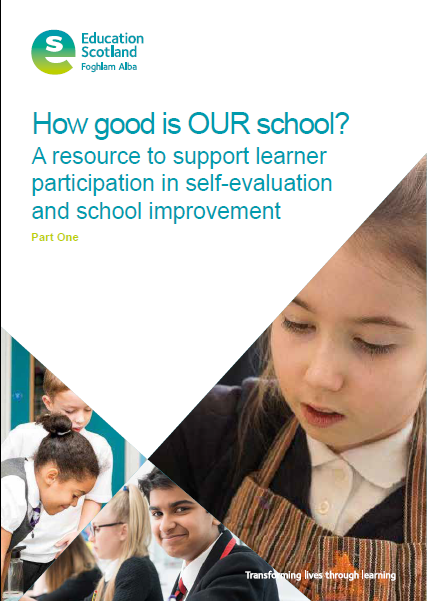 Education
Scotland
Foghlam Alba
How good is OUR school?
A resource to support learner
participation in self-evaluation
and school improvement
Part One
Transforming lives through learning